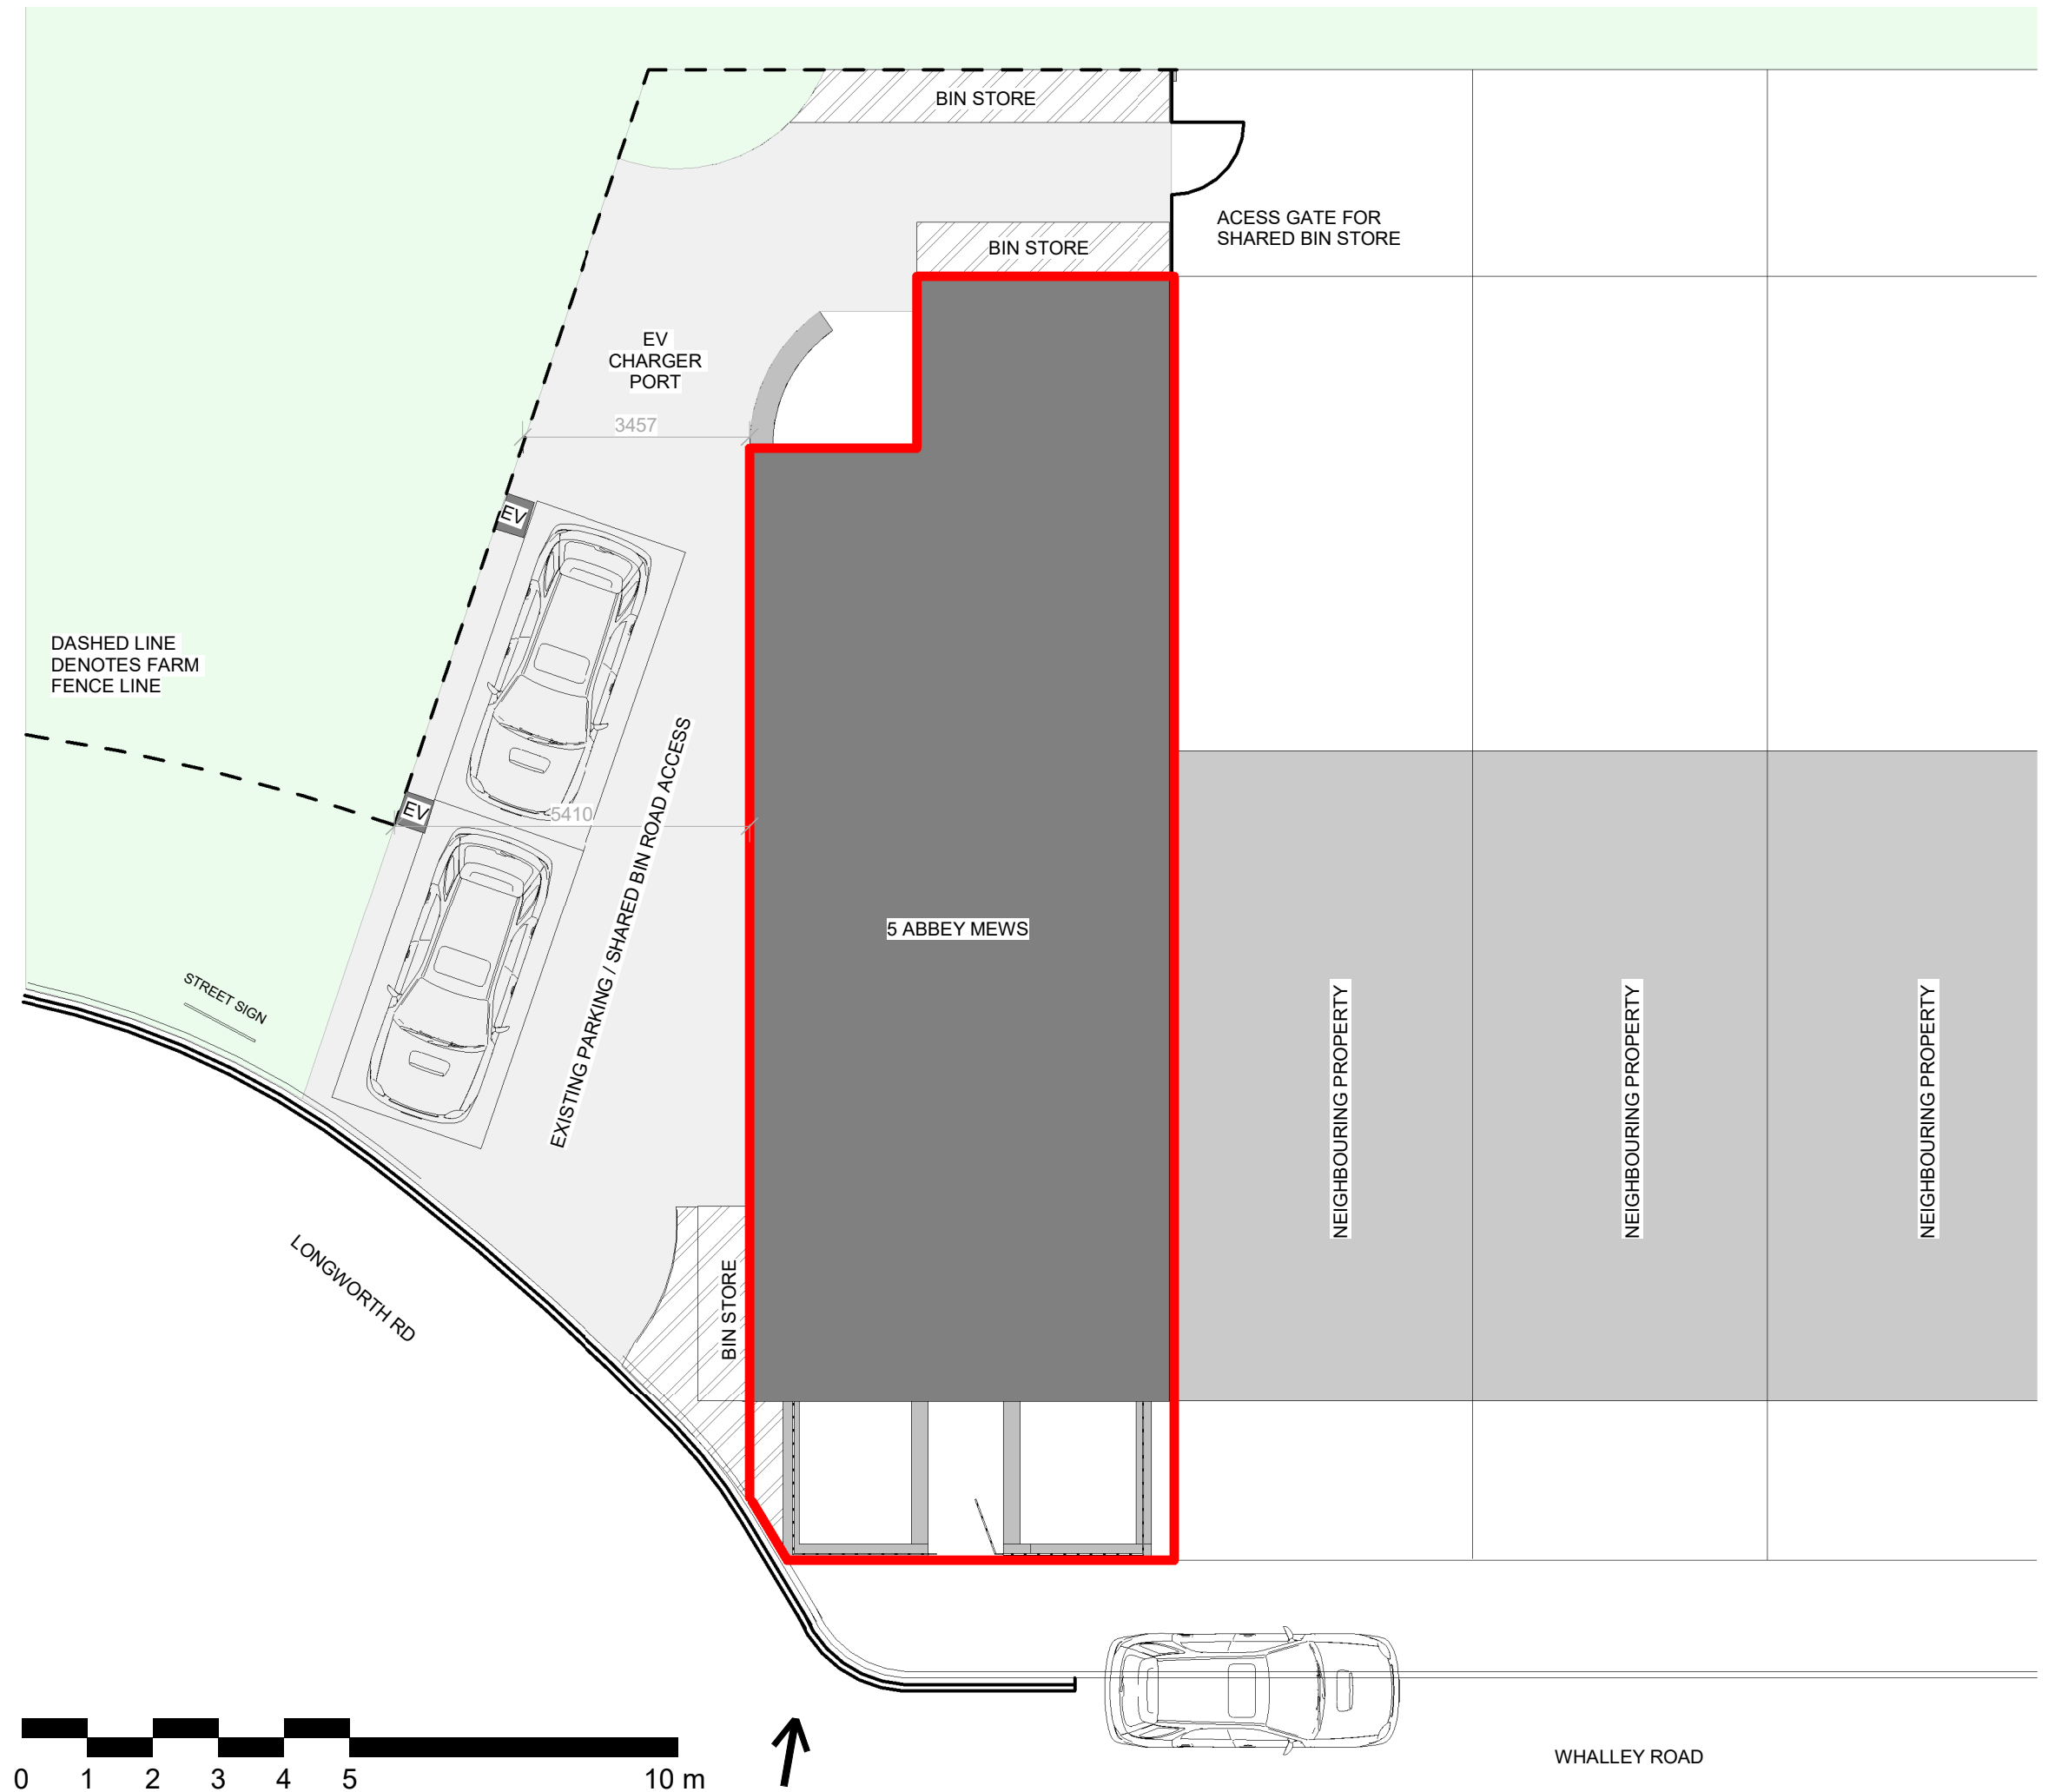 BIN STORE
ACESS GATE FOR
SHARED BIN STORE
BIN STORE
EV
CHARGER
PORT
3457
EV
DASHED LINE
DENOTES FARM
FENCE LINE
EXISTING PARKING / SHARED BIN ROAD ACCESS
EV
5410
5 ABBEY MEWS
STREET SIGN
NEIGHBOURING PROPERTY
NEIGHBOURING PROPERTY
NEIGHBOURING PROPERTY
LONGWORTH RD
BIN STORE
WHALLEY ROAD
0 1 2 3 4 5 10 m